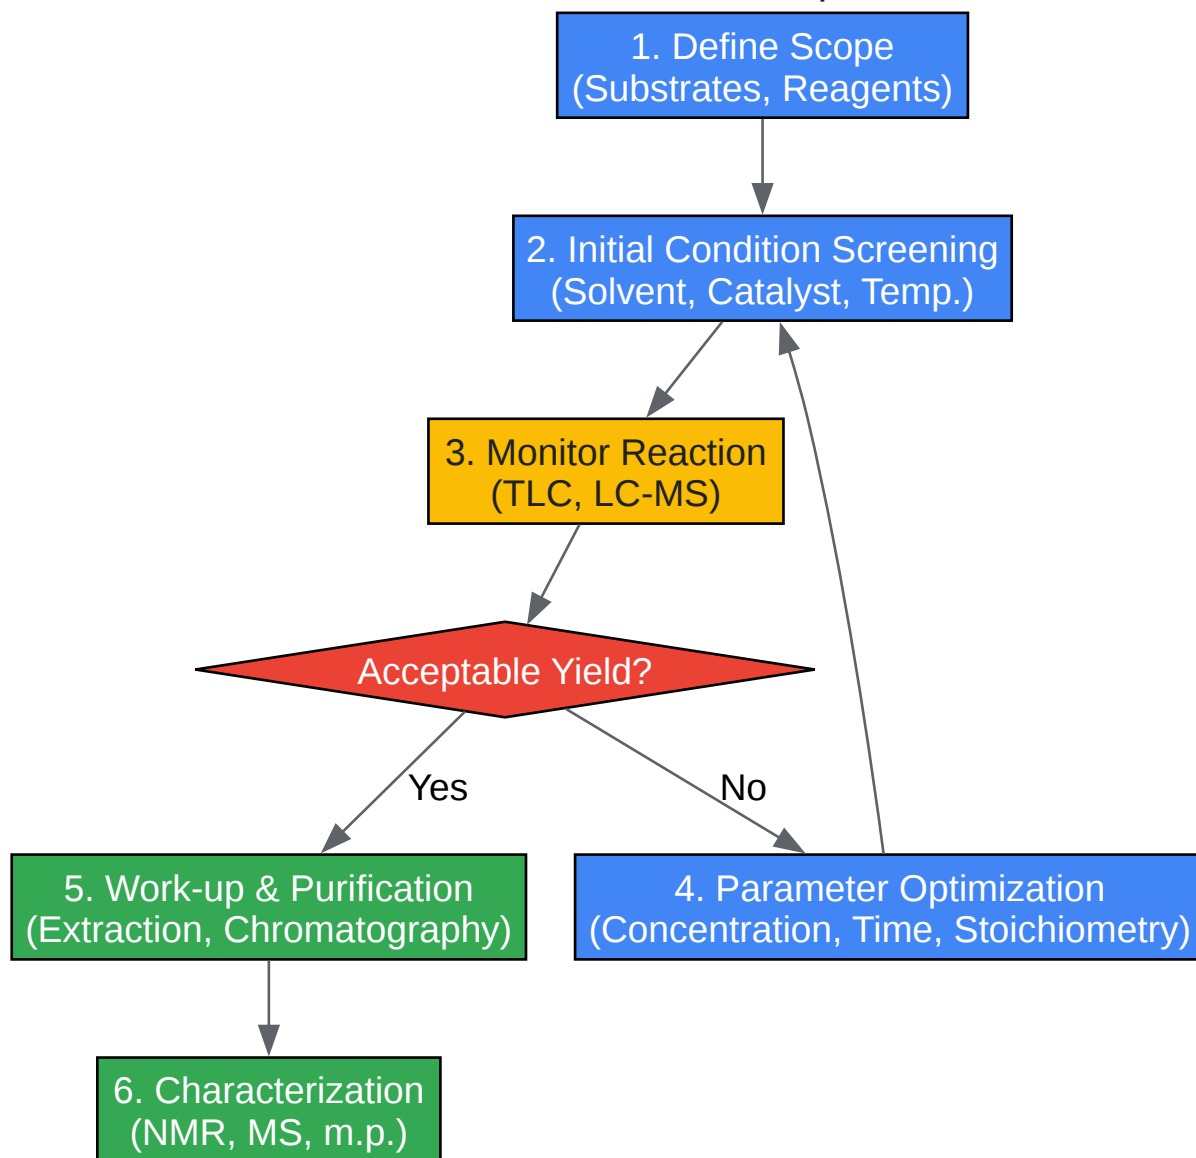 1. Define Scope
(Substrates, Reagents)
2. Initial Condition Screening
(Solvent, Catalyst, Temp.)
3. Monitor Reaction
(TLC, LC-MS)
Acceptable Yield?
Yes
No
5. Work-up & Purification
(Extraction, Chromatography)
4. Parameter Optimization
(Concentration, Time, Stoichiometry)
6. Characterization
(NMR, MS, m.p.)